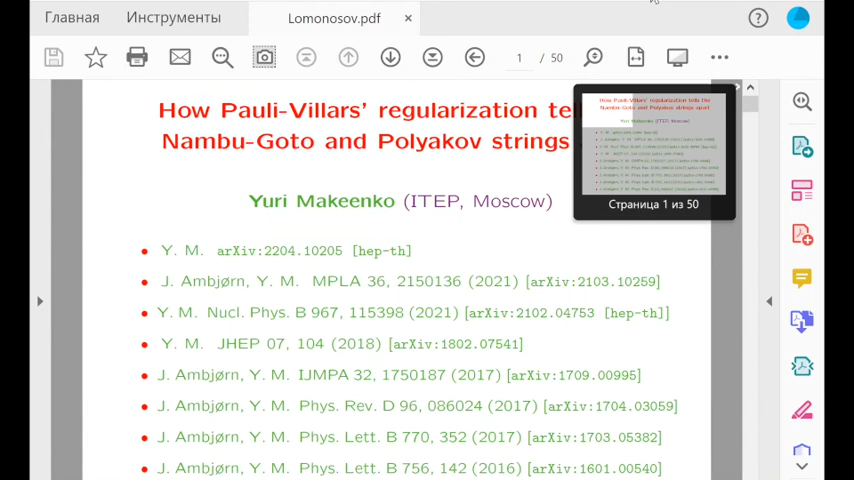 Главная Инструменты Lomonosov.pdf ×
1 / 50
How Pauli-Villars' regularization tell
Nambu-Goto and Polyakov strings
Yuri Makeenko (ITEP, Moscow)
Страница 1 из 50
• Y. M. arXiv:2204.10205 [hep-th]
• J. Ambjørn, Y. M. MPLA 36, 2150136 (2021) [arXiv:2103.10259]
• Y. M. Nucl. Phys. B 967, 115398 (2021) [arXiv:2102.04753 [hep-th]]
• Y. M. JHEP 07, 104 (2018) [arXiv:1802.07541]
• J. Ambjørn, Y. M. IJMPA 32, 1750187 (2017) [arXiv:1709.00995]
• J. Ambjørn, Y. M. Phys. Rev. D 96, 086024 (2017) [arXiv:1704.03059]
• J. Ambjørn, Y. M. Phys. Lett. B 770, 352 (2017) [arXiv:1703.05382]
• J. Ambjørn, Y. M. Phys. Lett. B 756, 142 (2016) [arXiv:1601.00540]